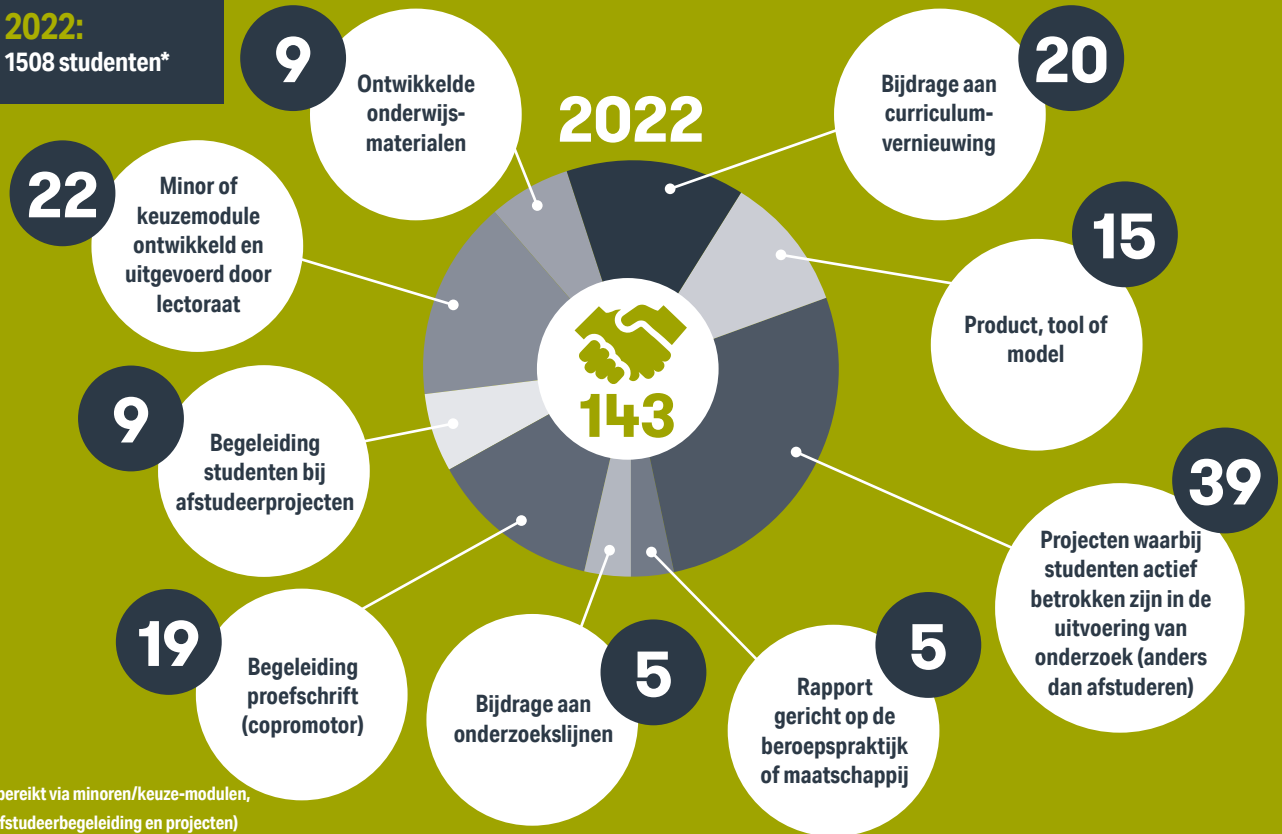 2022:
1508 studenten*
9
Ontwikkelde
onderwijs-
materialen
2022
Bijdrage aan
curriculum-
vernieuwing
20
22
Minor of
keuzemodule
ontwikkeld en
uitgevoerd door
lectoraat
15
Product, tool of
model
143
9
Begeleiding
studenten bij
afstudeerprojecten
39
Projecten waarbij
studenten actief
betrokken zijn in de
uitvoering van
onderzoek (anders
dan afstuderen)
19
Begeleiding
proefschrift
(copromotor)
5
Bijdrage aan
onderzoekslijnen
5
Rapport
gericht op de
beroepspraktijk
of maatschappij
bereikt via minoren/keuze-modulen,
fstudeerbegeleiding en projecten)